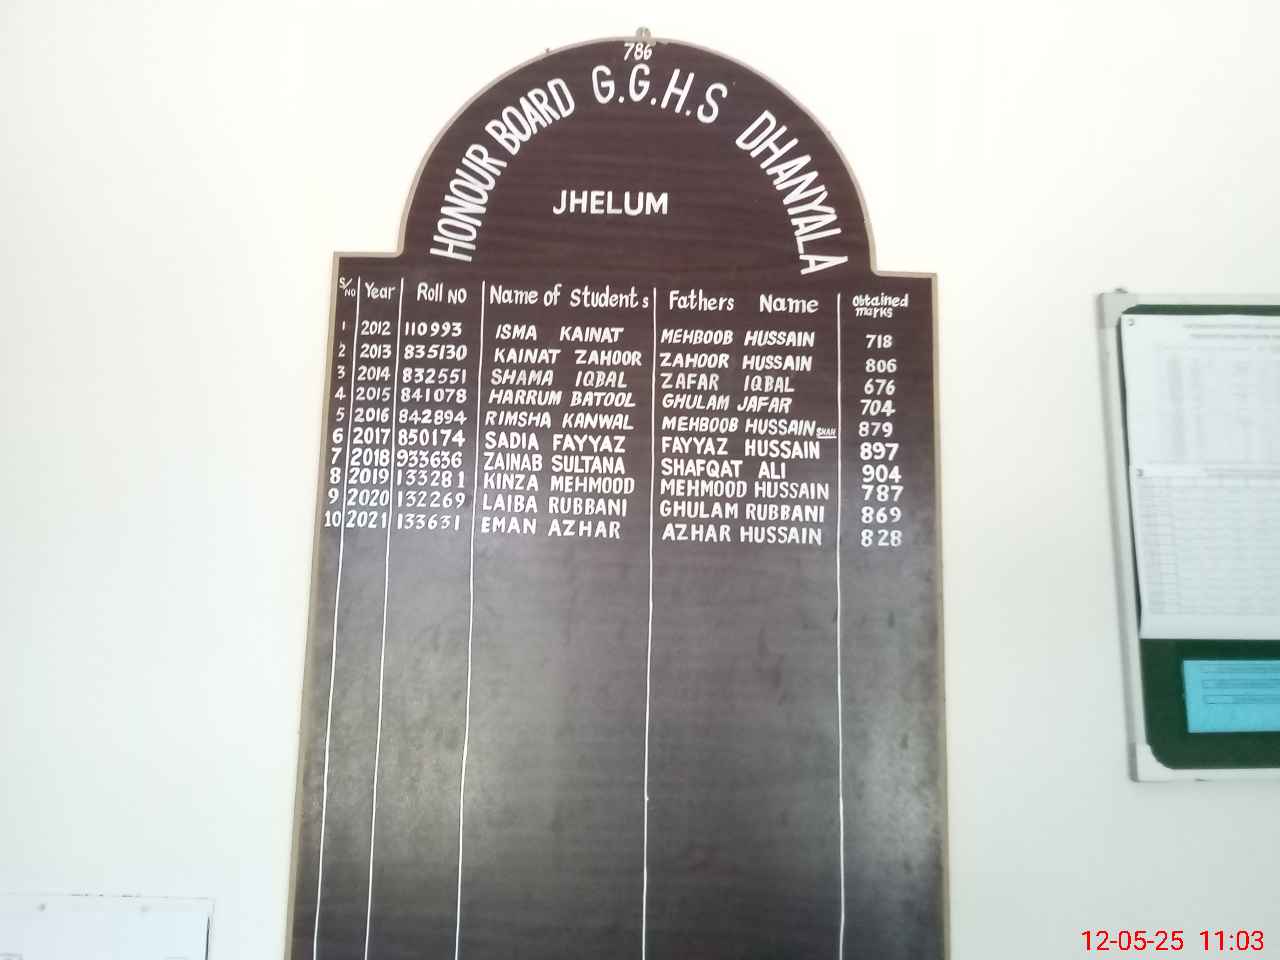 786
HONOUR BOARD G.G.H.S DHANYALA
JHELUM
S/NO Year Roll NO Name of Students Fathers Name Obtained marks
1 2012 110993 ISMA KAINAT MEHBOOB HUSSAIN 718
2 2013 835130 KAINAT ZAHOOR ZAHOOR HUSSAIN 806
3 2014 832551 SHAMA IQBAL ZAFAR IQBAL 676
4 2015 841078 HARRUM BATOOL GHULAM JAFAR 704
5 2016 842894 RIMSHA KANWAL MEHBOOB HUSSAIN SHAH 879
6 2017 850174 SADIA FAYYAZ FAYYAZ HUSSAIN 897
7 2018 933636 ZAINAB SULTANA SHAFQAT ALI 904
8 2019 133281 KINZA MEHMOOD MEHMOOD HUSSAIN 787
9 2020 132269 LAIBA RUBBANI GHULAM RUBBANI 869
10 2021 133631 EMAN AZHAR AZHAR HUSSAIN 828
12-05-25 11:03